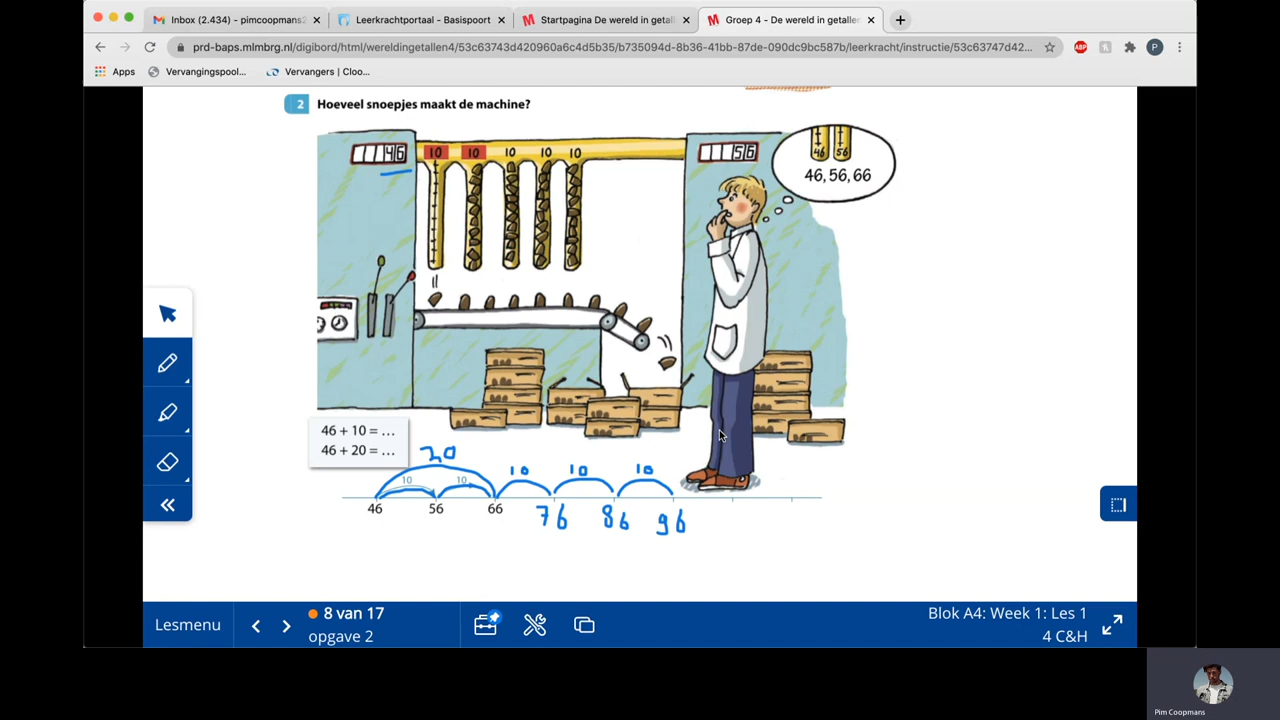 Inbox (2.434) - pimcoopmans2
Leerkrachtportaal - Basispoort
Startpagina De wereld in getall
Groep 4 - De wereld in getaller
prd-baps.mlmbrg.nl/digibord/html/wereldingetallen4/53c63743d420960a6c4d5b35/b735094d-8b36-41bb-87de-090dc9bc587b/leerkracht/instructie/53c63747d42...
ABP
P
Apps
Vervangingspool...
Vervangers | Cloo...
2 Hoeveel snoepjes maakt de machine?
46
10 10 10 10 10
56
46 56
46, 56, 66
46 + 10 = ...
46 + 20 = ...
20
10 10 10 10 10
46 56 66 76 86 96
Lesmenu
8 van 17
opgave 2
Blok A4: Week 1: Les 1
4 C&H
Pim Coopmans